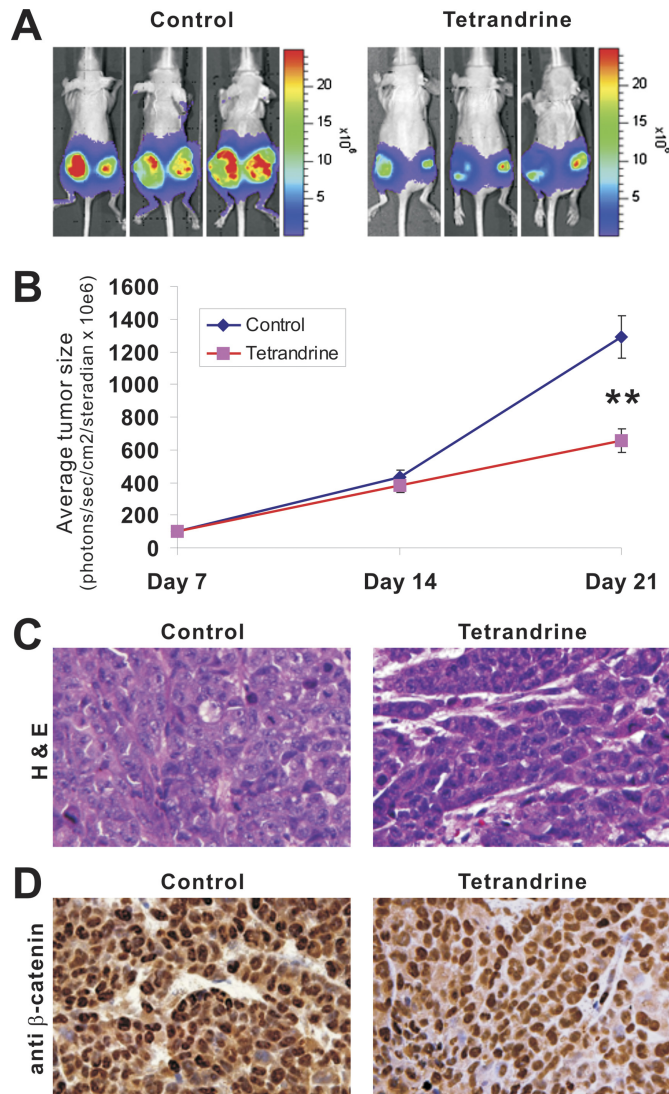 A
Control
Tetrandrine
20
15
10
5
x10⁶
20
15
10
5
B
Average tumor size
(photons/sec/cm2/steradian x 10e6)
1600
1400
1200
1000
800
600
400
200
0
Control
Tetrandrine
**
Day 7
Day 14
Day 21
C
Control
Tetrandrine
H & E
D
Control
Tetrandrine
anti β-catenin